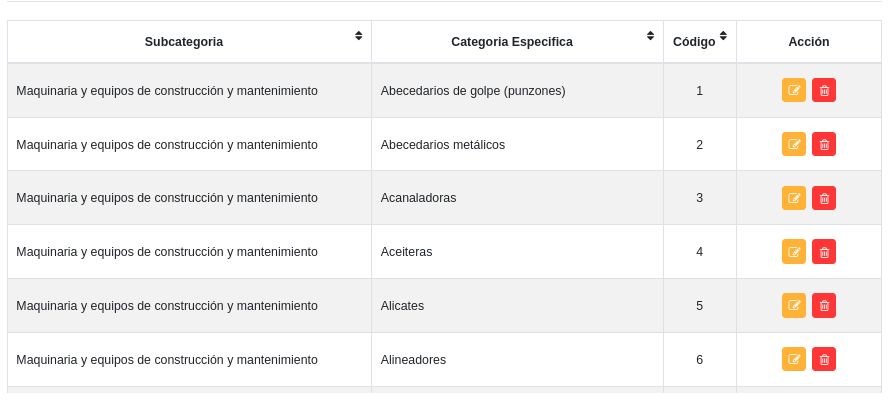 Subcategoria Categoria Especifica Código Acción
Maquinaria y equipos de construcción y mantenimiento Abecedarios de golpe (punzones) 1
Maquinaria y equipos de construcción y mantenimiento Abecedarios metálicos 2
Maquinaria y equipos de construcción y mantenimiento Acanaladoras 3
Maquinaria y equipos de construcción y mantenimiento Aceiteras 4
Maquinaria y equipos de construcción y mantenimiento Alicates 5
Maquinaria y equipos de construcción y mantenimiento Alineadores 6